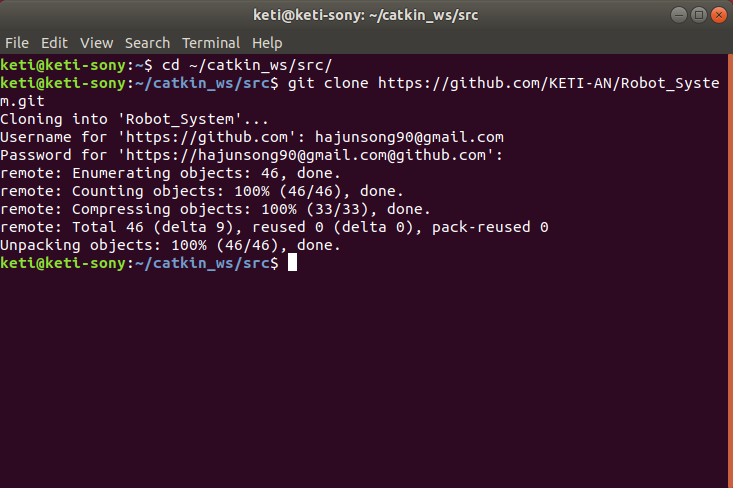 keti@keti-sony: ~/catkin_ws/src
File Edit View Search Terminal Help
keti@keti-sony:~$ cd ~/catkin_ws/src/
keti@keti-sony:~/catkin_ws/src$ git clone https://github.com/KETI-AN/Robot_Syste
m.git
Cloning into 'Robot_System'...
Username for 'https://github.com': hajunsong90@gmail.com
Password for 'https://hajunsong90@gmail.com@github.com':
remote: Enumerating objects: 46, done.
remote: Counting objects: 100% (46/46), done.
remote: Compressing objects: 100% (33/33), done.
remote: Total 46 (delta 9), reused 0 (delta 0), pack-reused 0
Unpacking objects: 100% (46/46), done.
keti@keti-sony:~/catkin_ws/src$